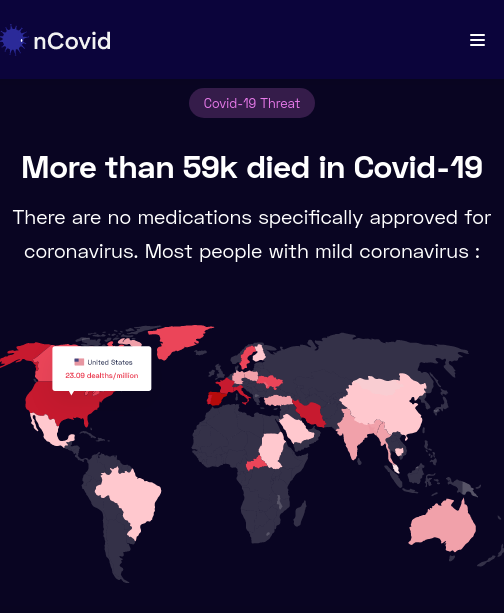 nCovid
Covid-19 Threat
More than 59k died in Covid-19
There are no medications specifically approved for
coronavirus. Most people with mild coronavirus :
United States
23.09 dealths/million